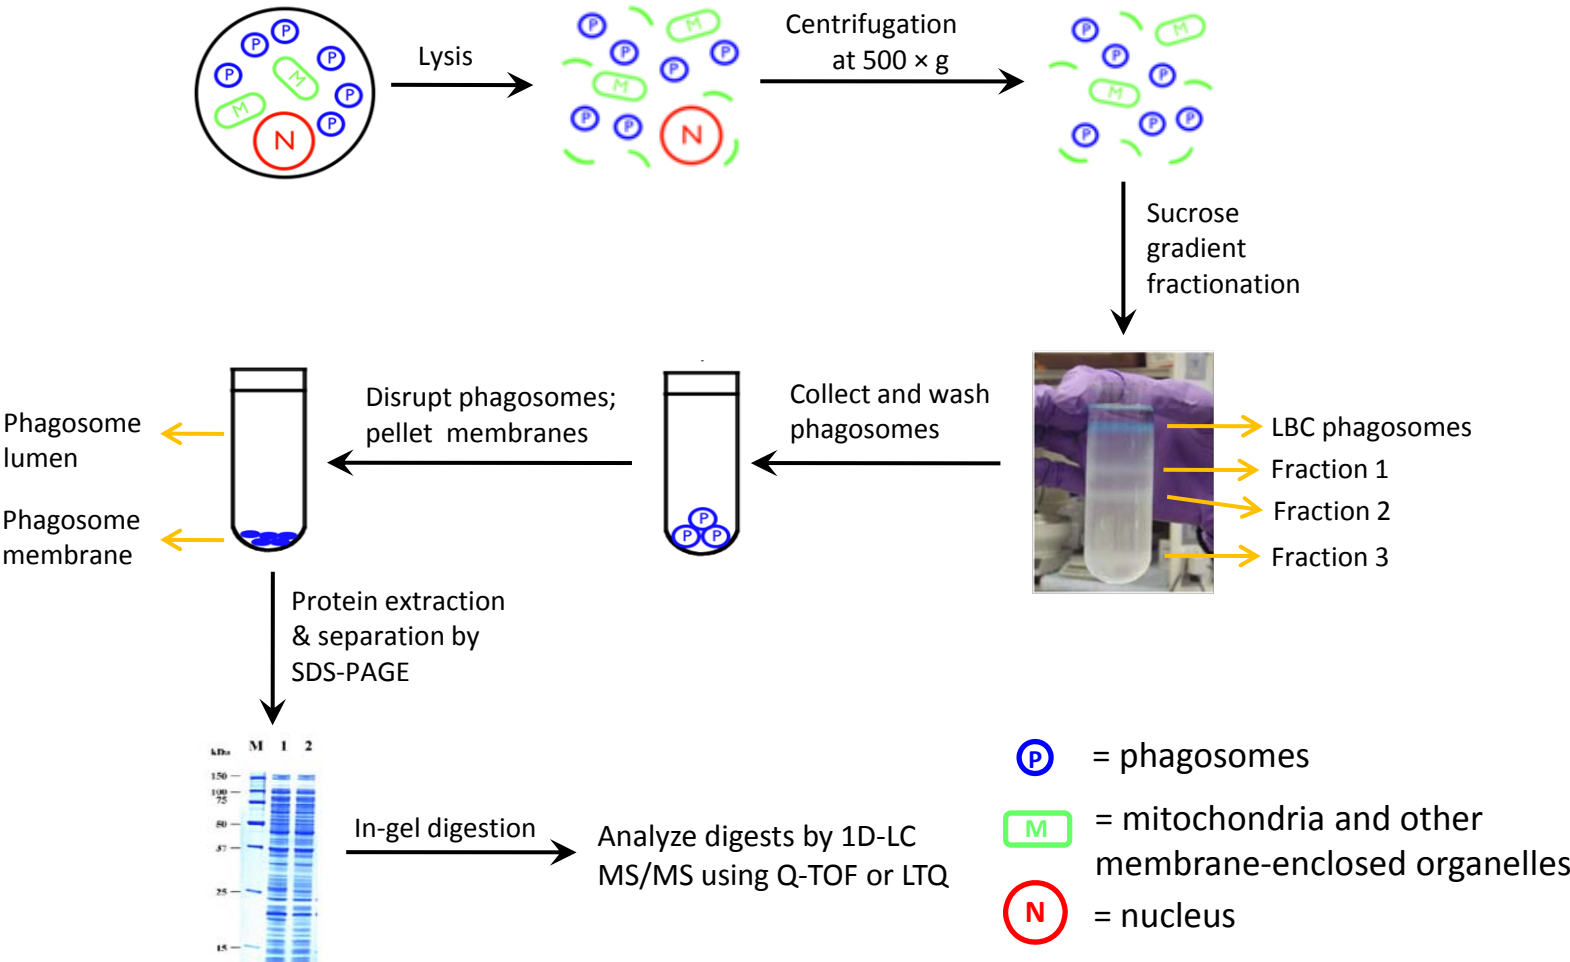 P
P
P
P
P
P
M
M
N
Lysis
P
P
P
P
P
P
M
M
N
Centrifugation
at 500 × g
P
P
P
P
P
P
M
M
Sucrose
gradient
fractionation
LBC phagosomes
Fraction 1
Fraction 2
Fraction 3
Collect and wash
phagosomes
P
P
P
Disrupt phagosomes;
pellet membranes
Phagosome
lumen
Phagosome
membrane
Protein extraction
& separation by
SDS-PAGE
kDa M 1 2
150
100
75
50
37
25
15
In-gel digestion
Analyze digests by 1D-LC
MS/MS using Q-TOF or LTQ
P = phagosomes
M = mitochondria and other
membrane-enclosed organelles
N = nucleus